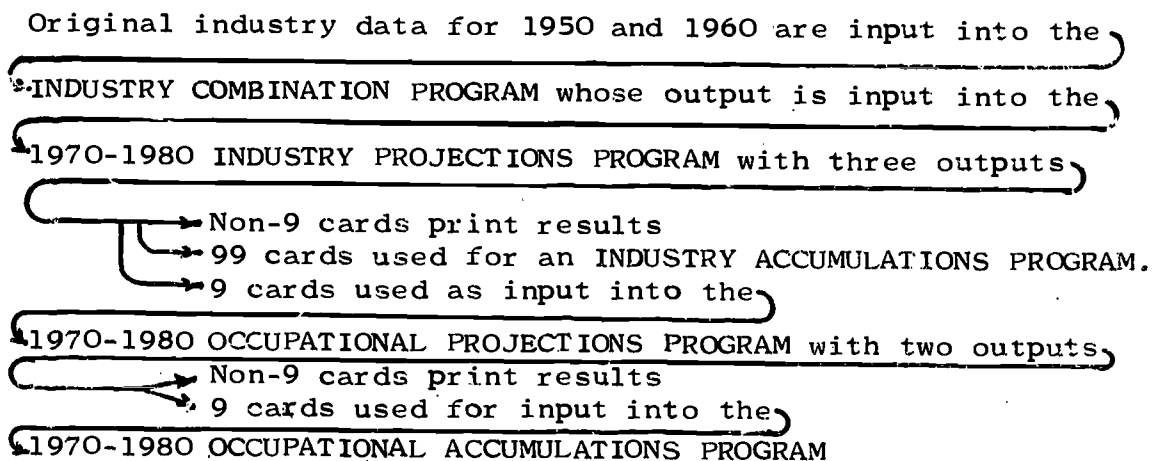 Original industry data for 1950 and 1960 are input into the
INDUSTRY COMBINATION PROGRAM whose output is input into the
1970-1980 INDUSTRY PROJECTIONS PROGRAM with three outputs
Non-9 cards print results
99 cards used for an INDUSTRY ACCUMULATIONS PROGRAM.
9 cards used as input into the
1970-1980 OCCUPATIONAL PROJECTIONS PROGRAM with two outputs
Non-9 cards print results
9 cards used for input into the
1970-1980 OCCUPATIONAL ACCUMULATIONS PROGRAM